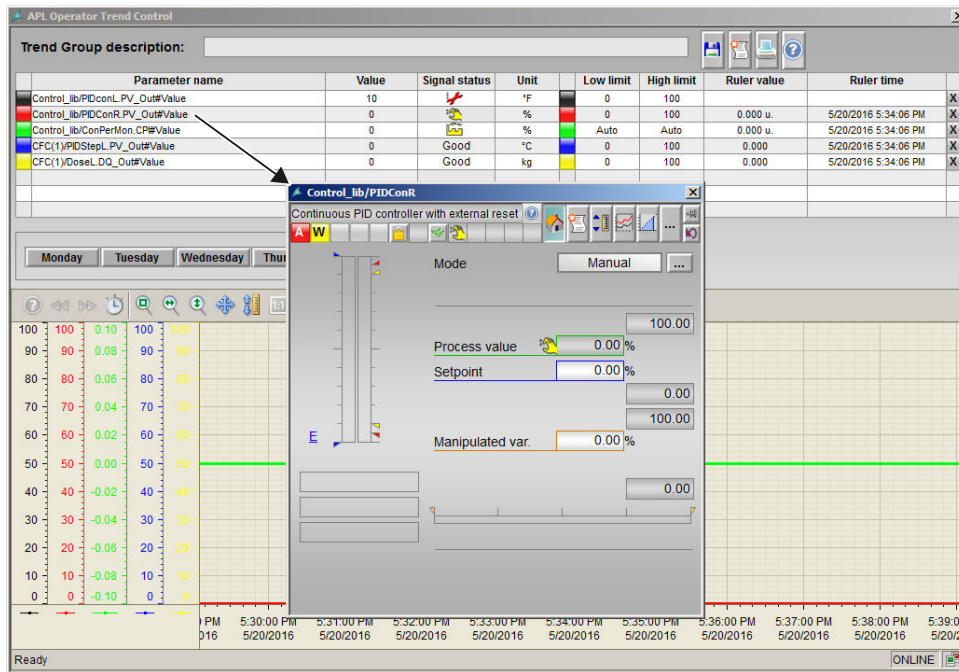 APL Operator Trend Control
Trend Group description:
Parameter name Value Signal status Unit Low limit High limit Ruler value Ruler time
Control_lib/PIDconL.PV_Out#Value 10 °F 0 100 X
Control_lib/PIDConR.PV_Out#Value 0 % 0 100 0.000 u. 5/20/2016 5:34:06 PM X
Control_lib/ConPerMon.CPI#Value 0 % Auto Auto 0.000 u. 5/20/2016 5:34:06 PM X
CFC(1)/PIDStepL.PV_Out#Value 0 Good °C 0 100 0.000 5/20/2016 5:34:06 PM X
CFC(1)/DoseL.DQ_Out#Value 0 Good kg 0 100 0.000 5/20/2016 5:34:06 PM X
Control_lib/PIDConR
Continuous PID controller with external reset
A W ...
Monday Tuesday Wednesday Thu
Mode Manual ...
100.00
Process value 0.00 %
Setpoint 0.00 %
0.00
100.00
E Manipulated var. 0.00 %
0.00
1:1
100 100 0.10 100 100
90 90 0.08 90 90
80 80 0.06 80 80
70 70 0.04 70 70
60 60 0.02 60 60
50 50 0.00 50 50
40 40 -0.02 40 40
30 30 -0.04 30 30
20 20 -0.06 20 20
10 10 -0.08 10 10
0 0 -0.10 0 0
PM 5:30:00 PM 5:31:00 PM 5:32:00 PM 5:33:00 PM 5:34:00 PM 5:35:00 PM 5:36:00 PM 5:37:00 PM 5:38:00 PM 5:39:0
016 5/20/2016 5/20/2016 5/20/2016 5/20/2016 5/20/2016 5/20/2016 5/20/2016 5/20/2016 5/20/2016 5/20/2
Ready ONLINE